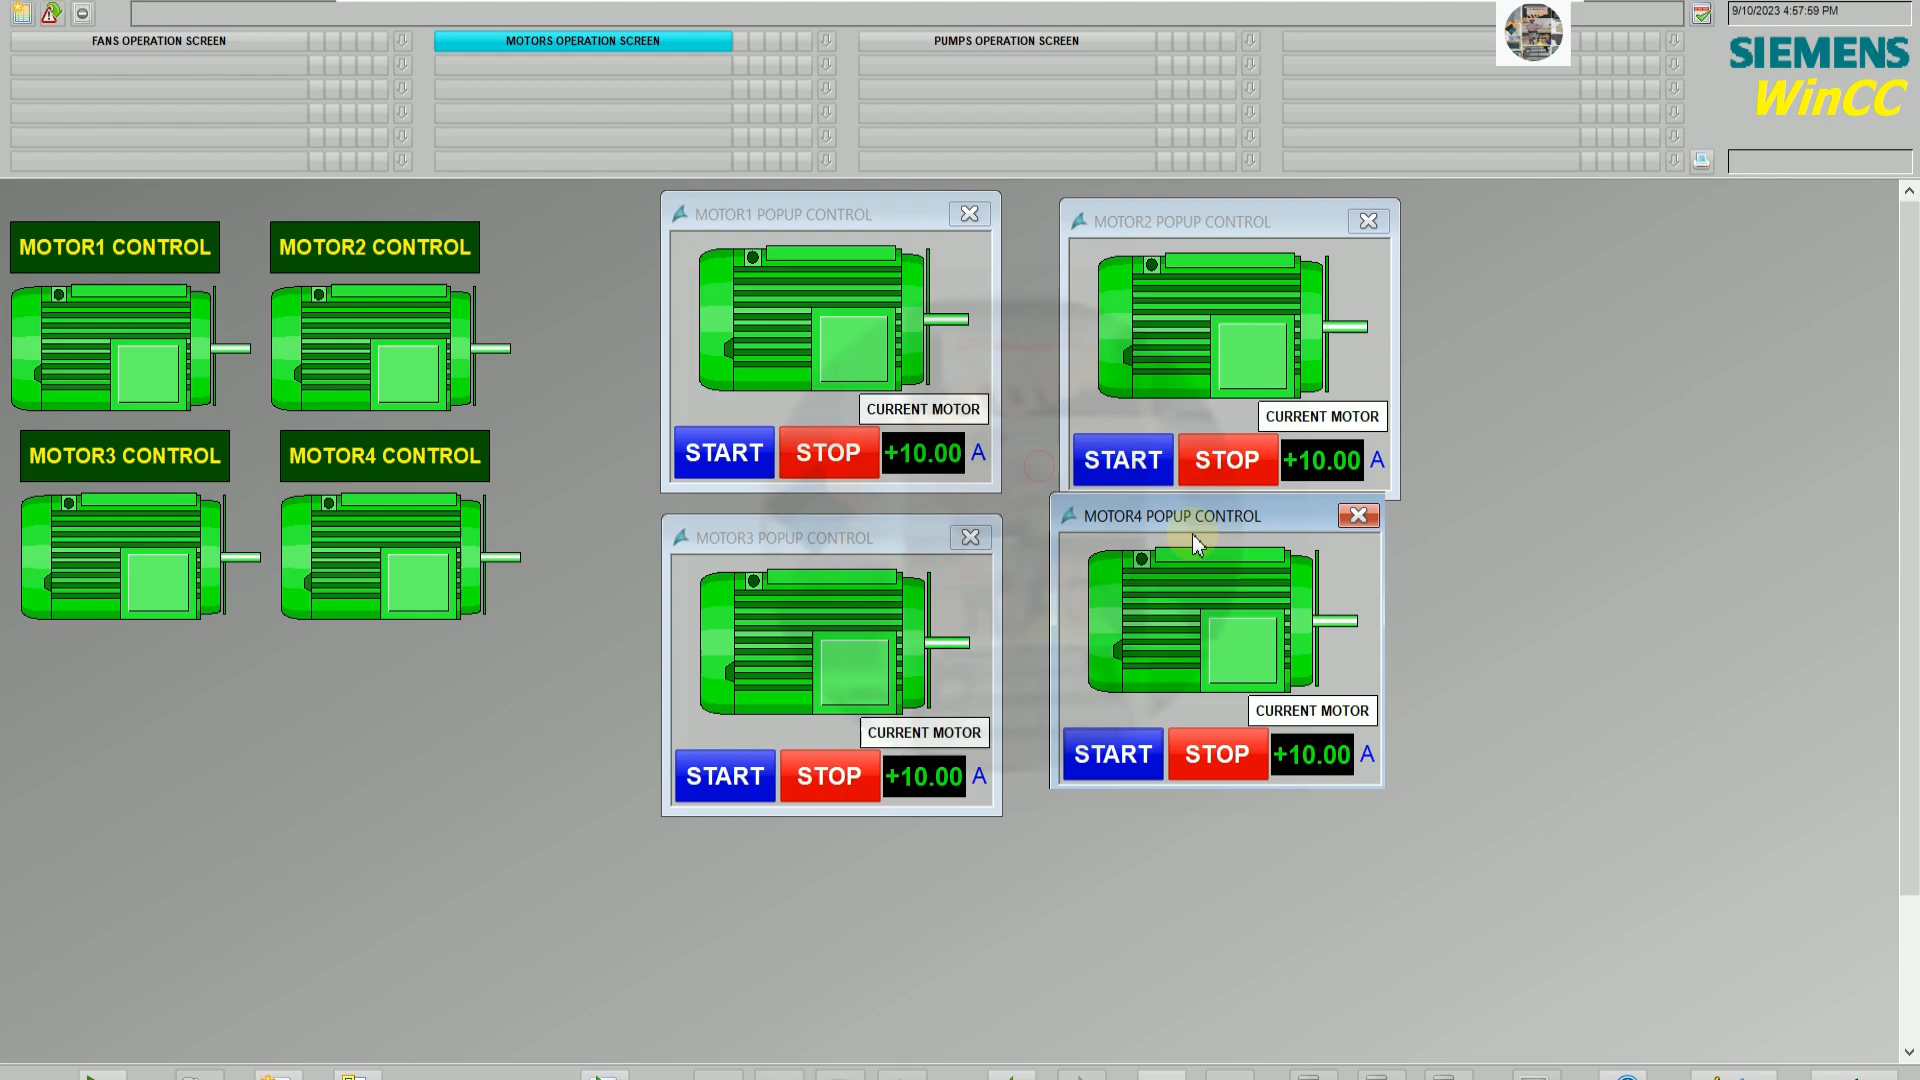 9/10/2023 4:57:59 PM
FANS OPERATION SCREEN
MOTORS OPERATION SCREEN
PUMPS OPERATION SCREEN
SIEMENS
WinCC
MOTOR1 CONTROL
MOTOR2 CONTROL
MOTOR3 CONTROL
MOTOR4 CONTROL
MOTOR1 POPUP CONTROL
CURRENT MOTOR
START STOP +10.00 A
MOTOR2 POPUP CONTROL
CURRENT MOTOR
START STOP +10.00 A
MOTOR3 POPUP CONTROL
CURRENT MOTOR
START STOP +10.00 A
MOTOR4 POPUP CONTROL
CURRENT MOTOR
START STOP +10.00 A